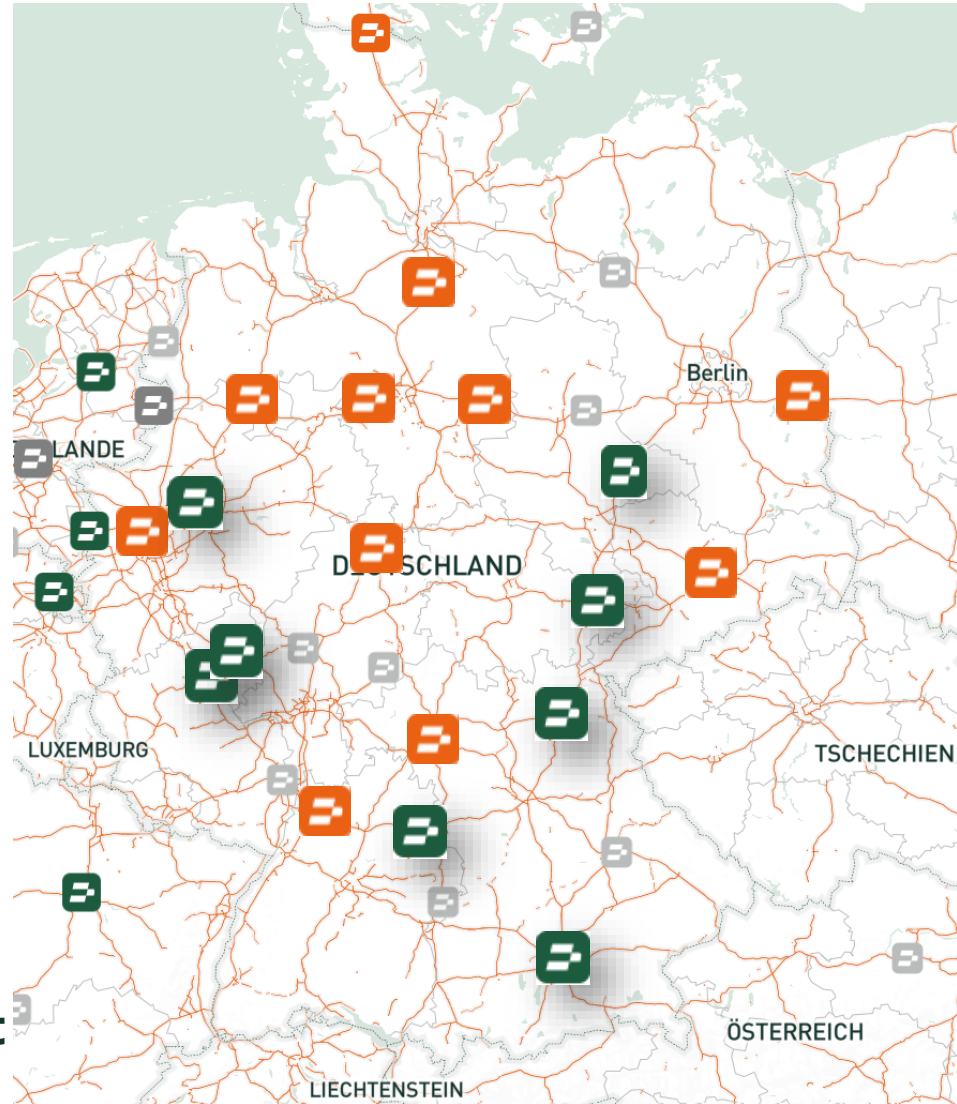 Berlin
LANDE
DEUTSCHLAND
LUXEMBURG
TSCHECHIEN
t
ÖSTERREICH
LIECHTENSTEIN